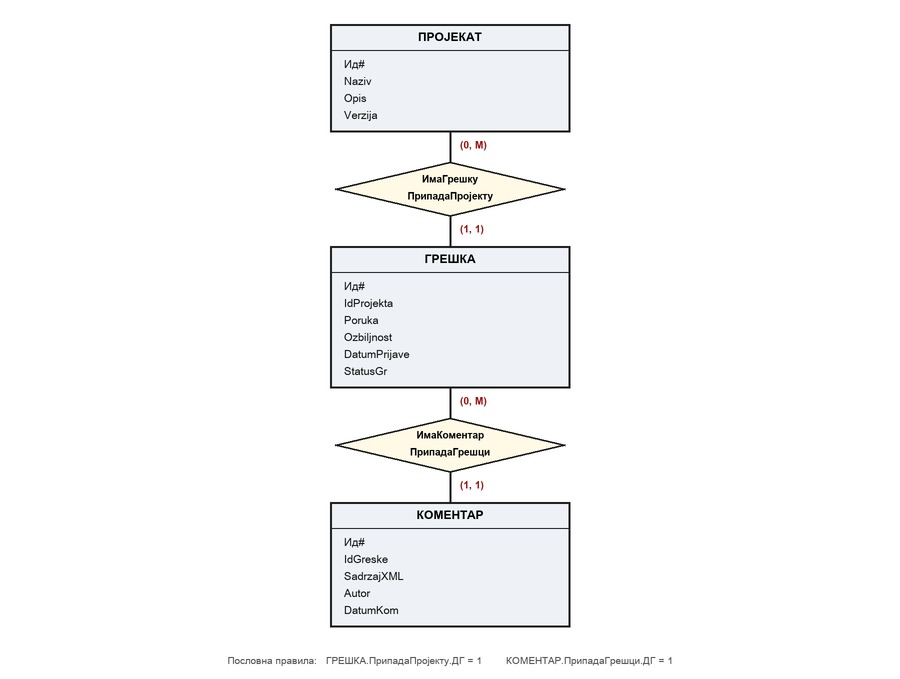 ПРОЈЕКАТ
Ид#
Naziv
Opis
Verzija
(0, M)
ИмаГрешку
ПрипадаПројекту
(1, 1)
ГРЕШКА
Ид#
IdProjekta
Poruka
Ozbiljnost
DatumPrijave
StatusGr
(0, M)
ИмаКоментар
ПрипадаГрешци
(1, 1)
КОМЕНТАР
Ид#
IdGreske
SadrzajXML
Autor
DatumKom
Пословна правила: ГРЕШКА.ПрипадаПројекту.ДГ = 1 КОМЕНТАР.ПрипадаГрешци.ДГ = 1